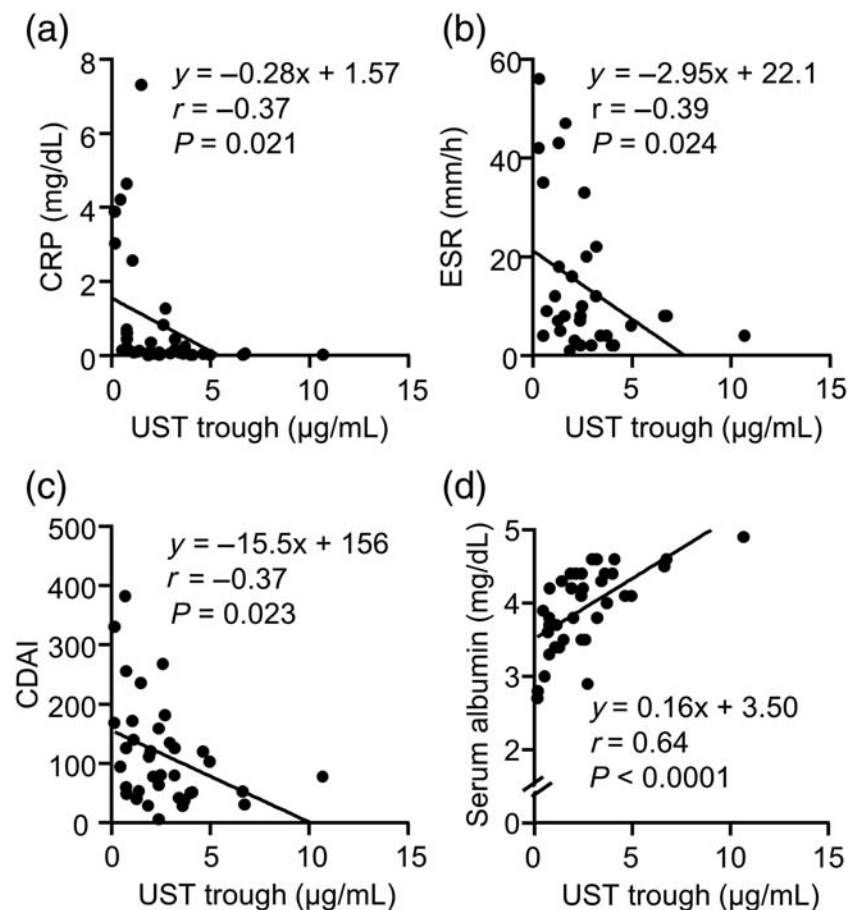 (a)
8
6
4
2
0
CRP (mg/dL)
y = –0.28x + 1.57
r = –0.37
P = 0.021
0 5 10 15
UST trough (µg/mL)
(b)
60
40
20
0
ESR (mm/h)
y = –2.95x + 22.1
r = –0.39
P = 0.024
0 5 10 15
UST trough (µg/mL)
(c)
500
400
300
200
100
0
CDAI
y = –15.5x + 156
r = –0.37
P = 0.023
0 5 10 15
UST trough (µg/mL)
(d)
5
4
3
2
0
Serum albumin (mg/dL)
y = 0.16x + 3.50
r = 0.64
P < 0.0001
0 5 10 15
UST trough (µg/mL)